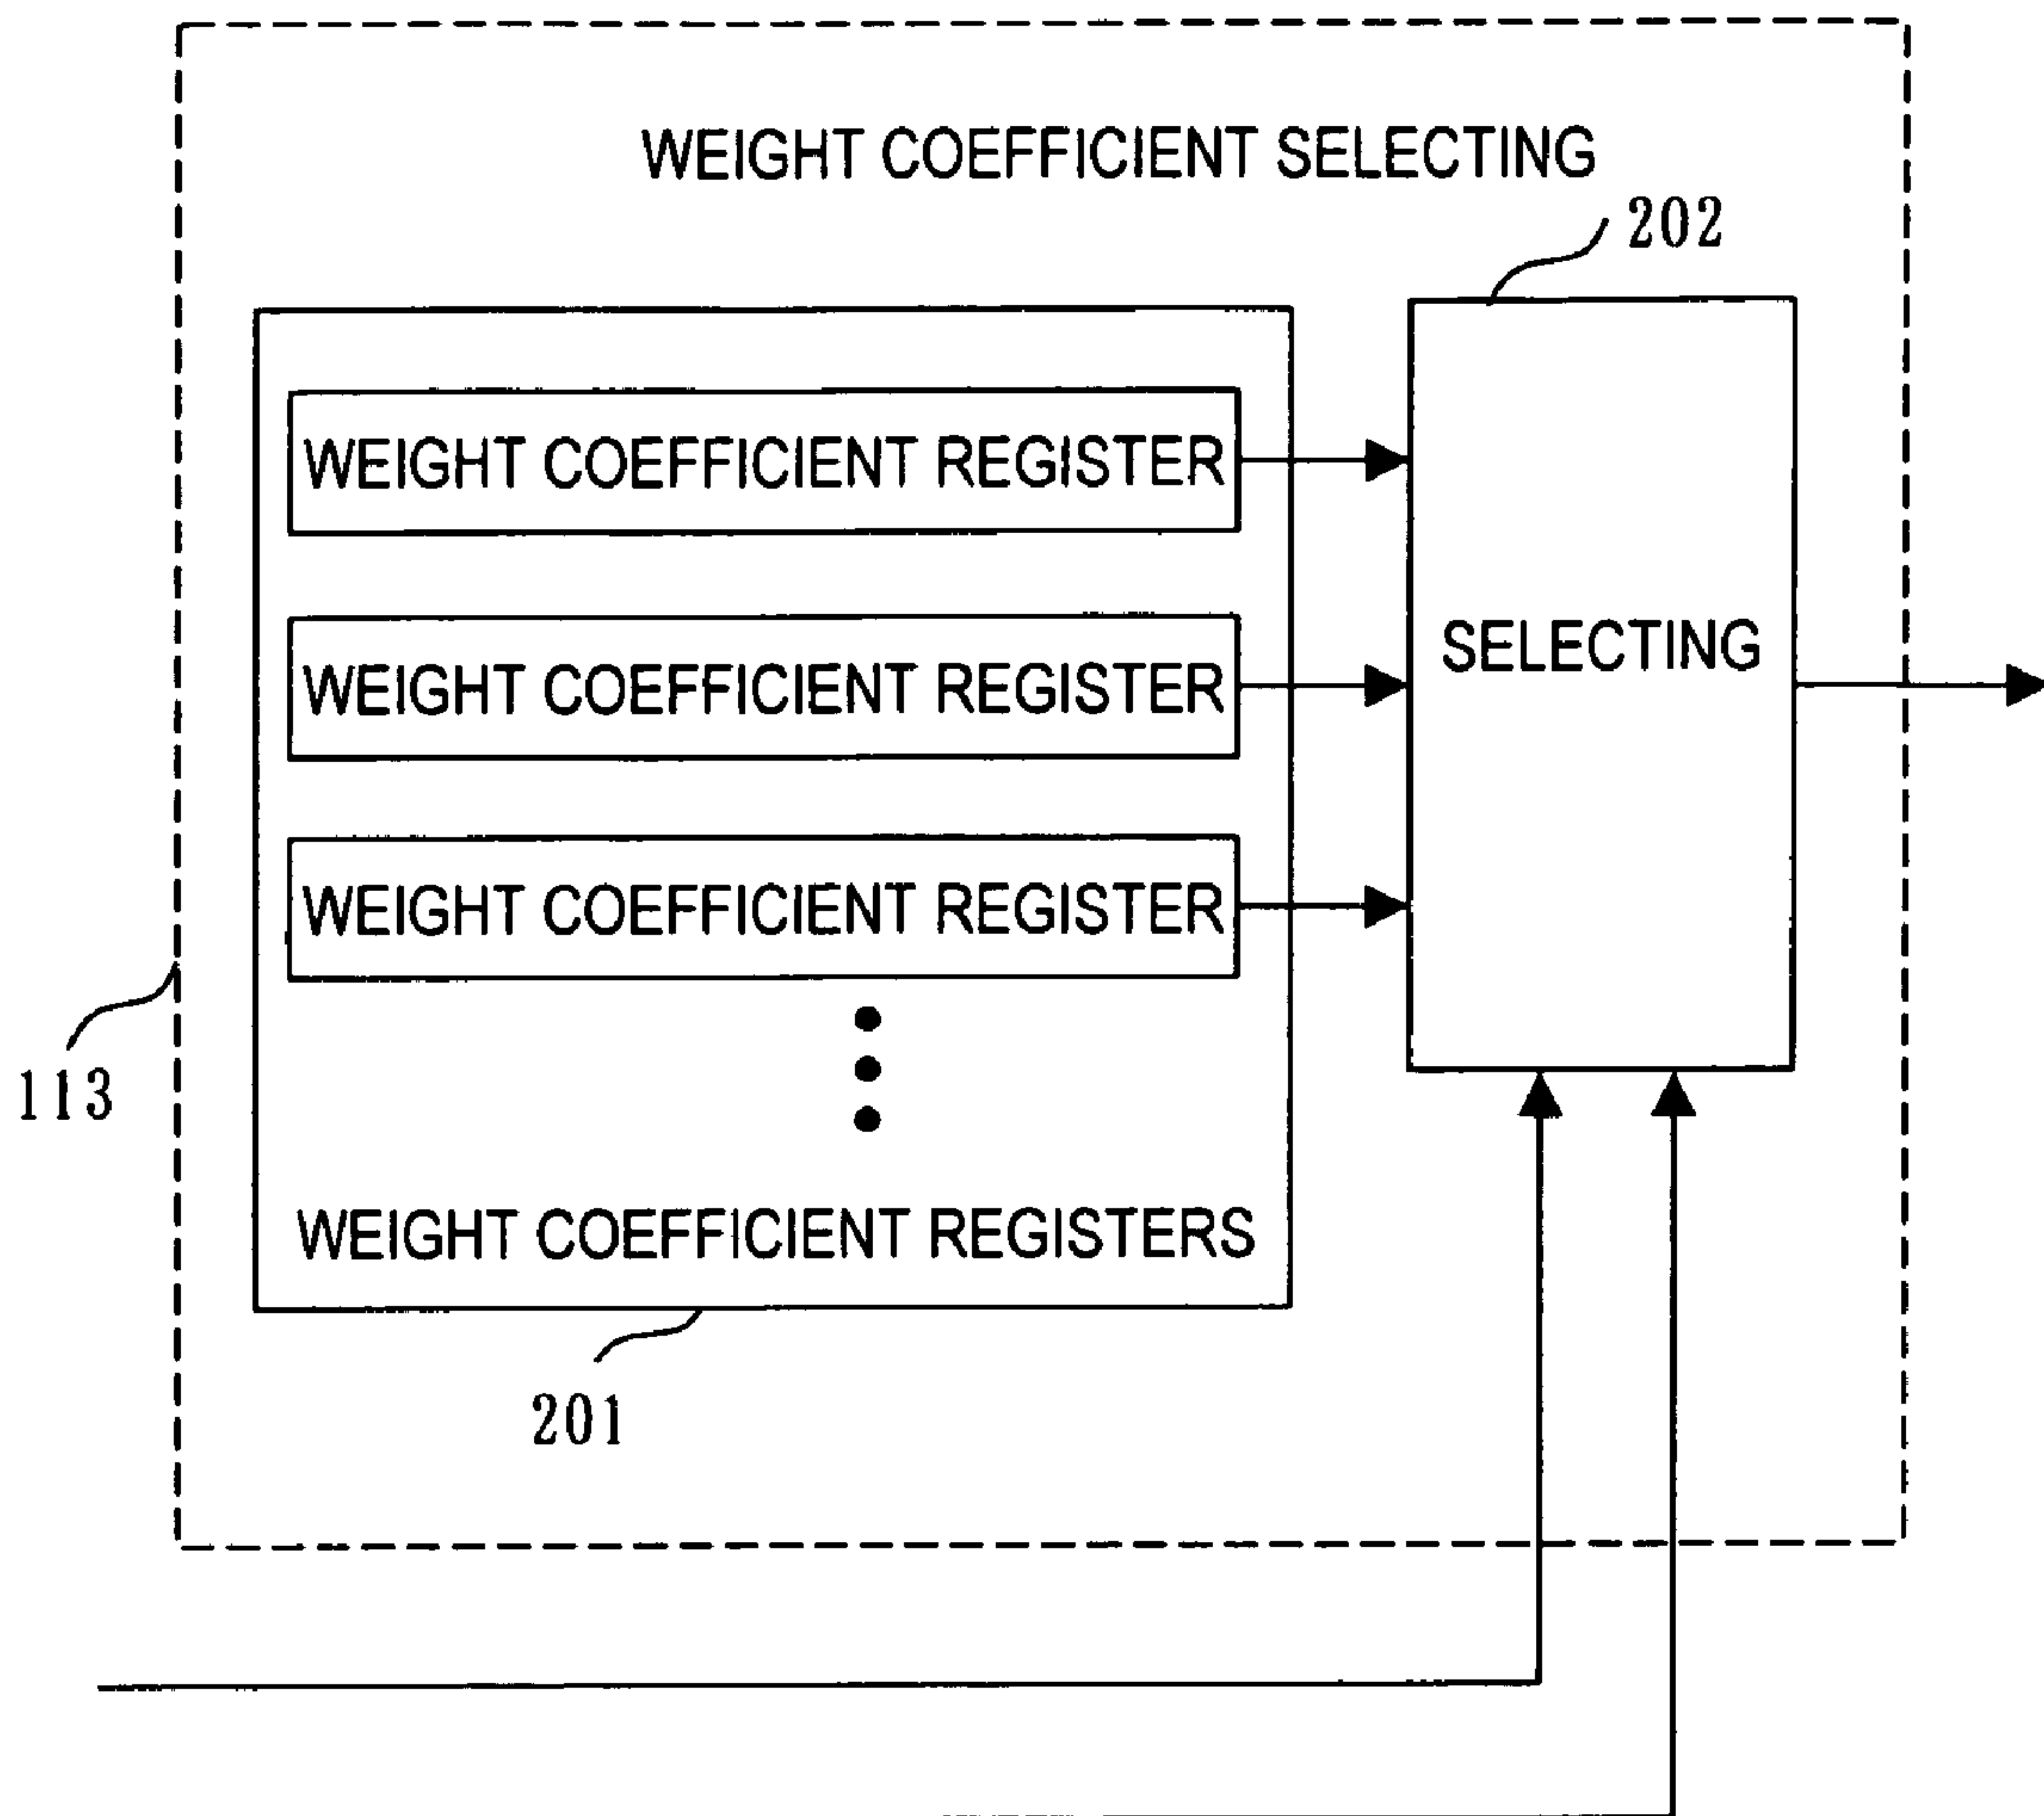 WEIGHT COEFFICIENT SELECTING
202
WEIGHT COEFFICIENT REGISTER
WEIGHT COEFFICIENT REGISTER
SELECTING
WEIGHT COEFFICIENT REGISTER
113
WEIGHT COEFFICIENT REGISTERS
201